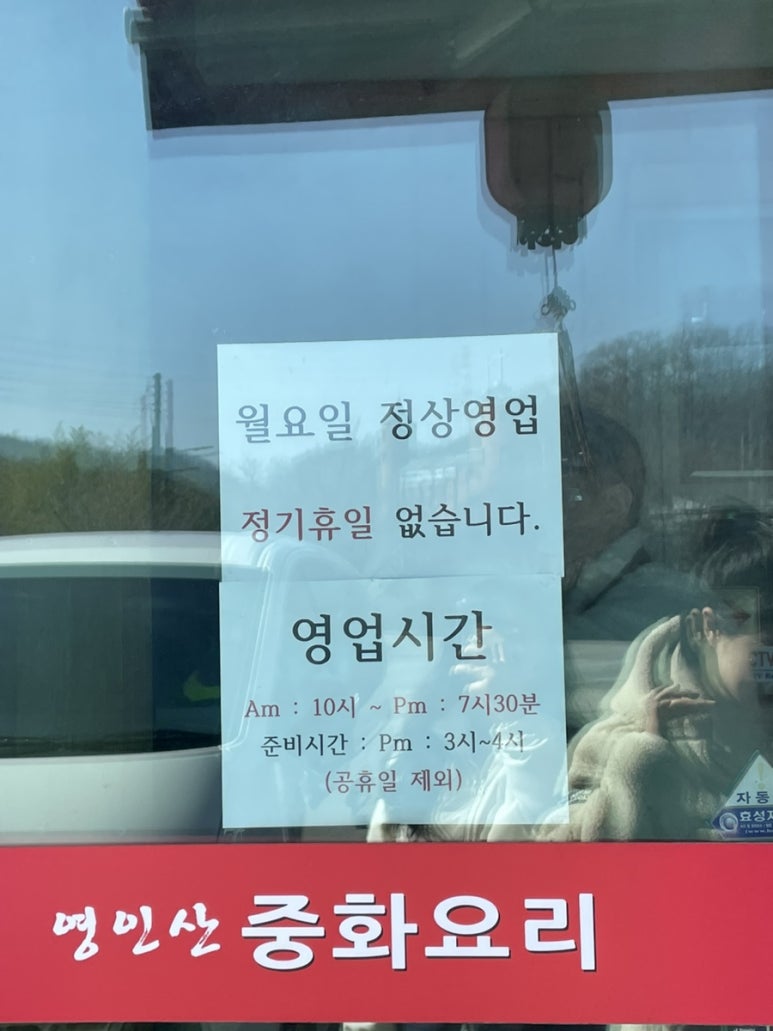 월요일 정상영업
정기휴일 없습니다.
영업시간
Am : 10시 ~ Pm : 7시30분
준비시간 : Pm : 3시~4시
(공휴일 제외)
자동
영인산 중화요리